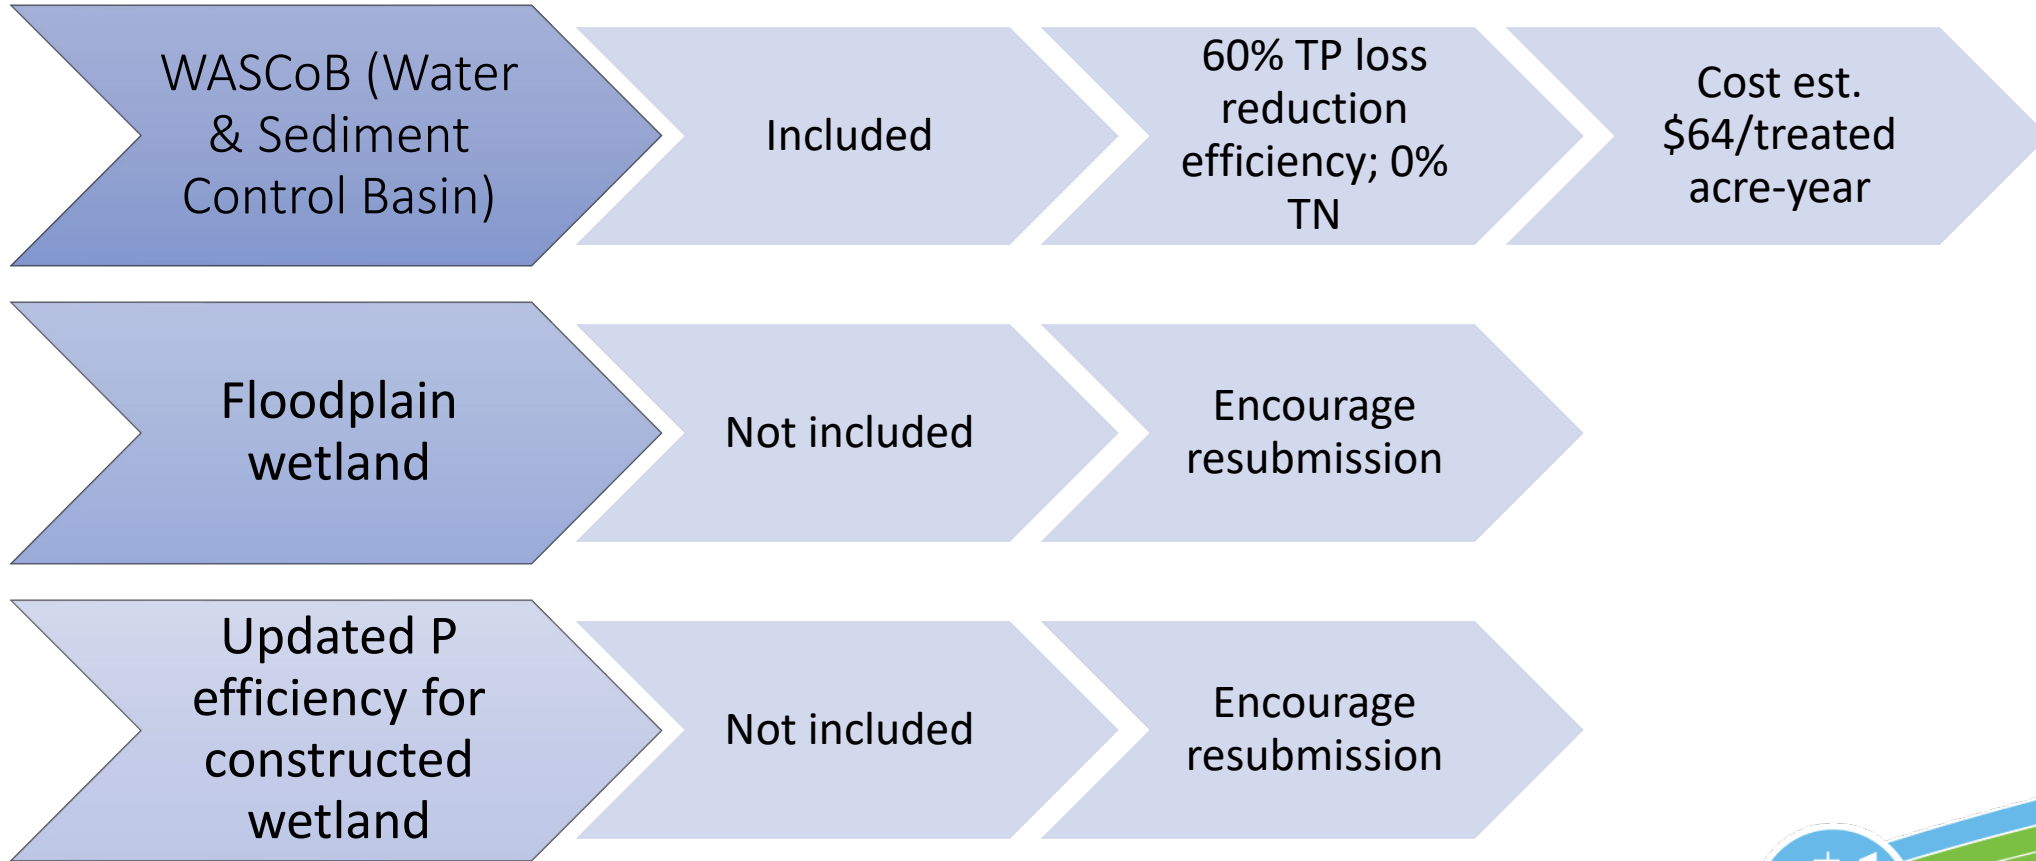 WASCoB (Water
& Sediment
Control Basin)
Included
60% TP loss
reduction
efficiency; 0%
TN
Cost est.
$64/treated
acre-year
Floodplain
wetland
Not included
Encourage
resubmission
Updated P
efficiency for
constructed
wetland
Not included
Encourage
resubmission